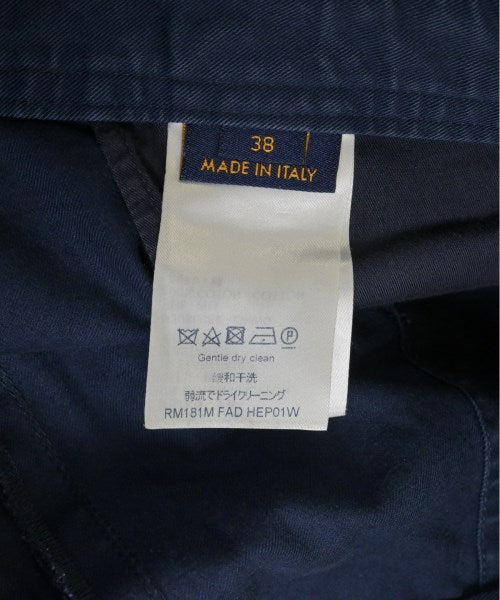 38
MADE IN ITALY
Gentle dry clean
缓和干洗
弱流でドライクリーニング
RM181M FAD HEP01W